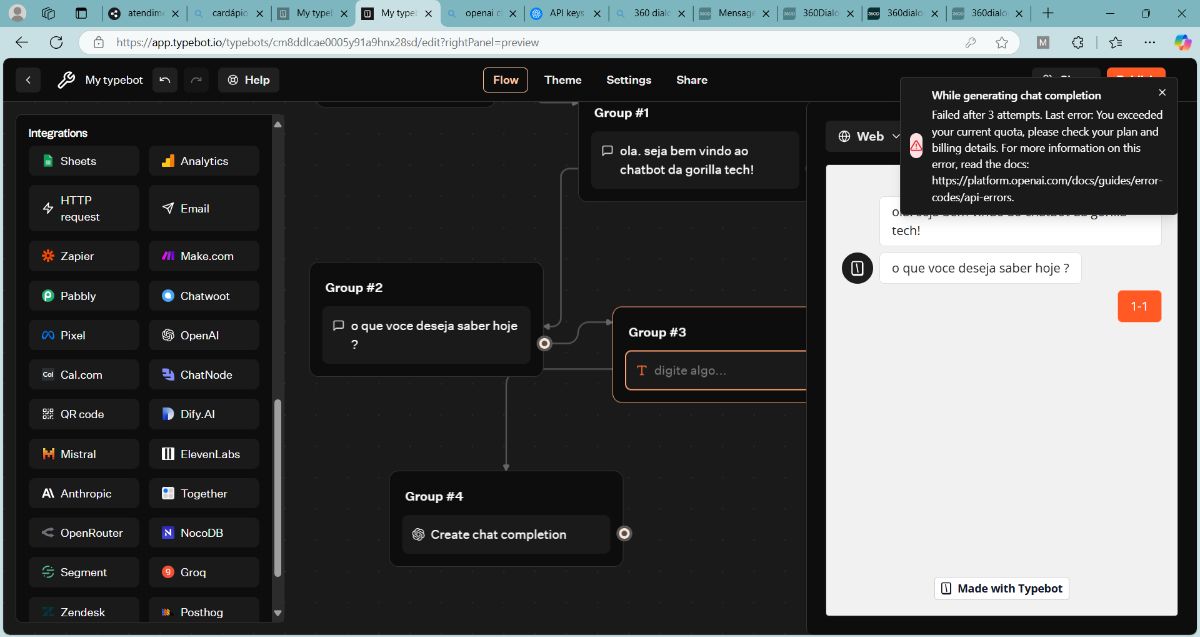 atendime
cardápio
My typel
My typel
openai c
API keys
360 dialo
Message
360Dialo
360dialo
360dialo
https://app.typebot.io/typebots/cm8ddlcae0005y91a9hnx28sd/edit?rightPanel=preview
My typebot
Help
Flow
Theme
Settings
Share
Integrations
Sheets
Analytics
HTTP
request
Email
Zapier
Make.com
Pabbly
Chatwoot
Pixel
OpenAI
Cal.com
ChatNode
QR code
Dify.AI
Mistral
ElevenLabs
Anthropic
Together
OpenRouter
NocoDB
Segment
Groq
Zendesk
Posthog
Group #1
ola. seja bem vindo ao
chatbot da gorilla tech!
Group #2
o que voce deseja saber hoje
?
Group #3
digite algo...
Group #4
Create chat completion
Web
While generating chat completion
Failed after 3 attempts. Last error: You exceeded
your current quota, please check your plan and
billing details. For more information on this
error, read the docs:
https://platform.openai.com/docs/guides/error-
codes/api-errors.
tech!
o que voce deseja saber hoje ?
1-1
Made with Typebot